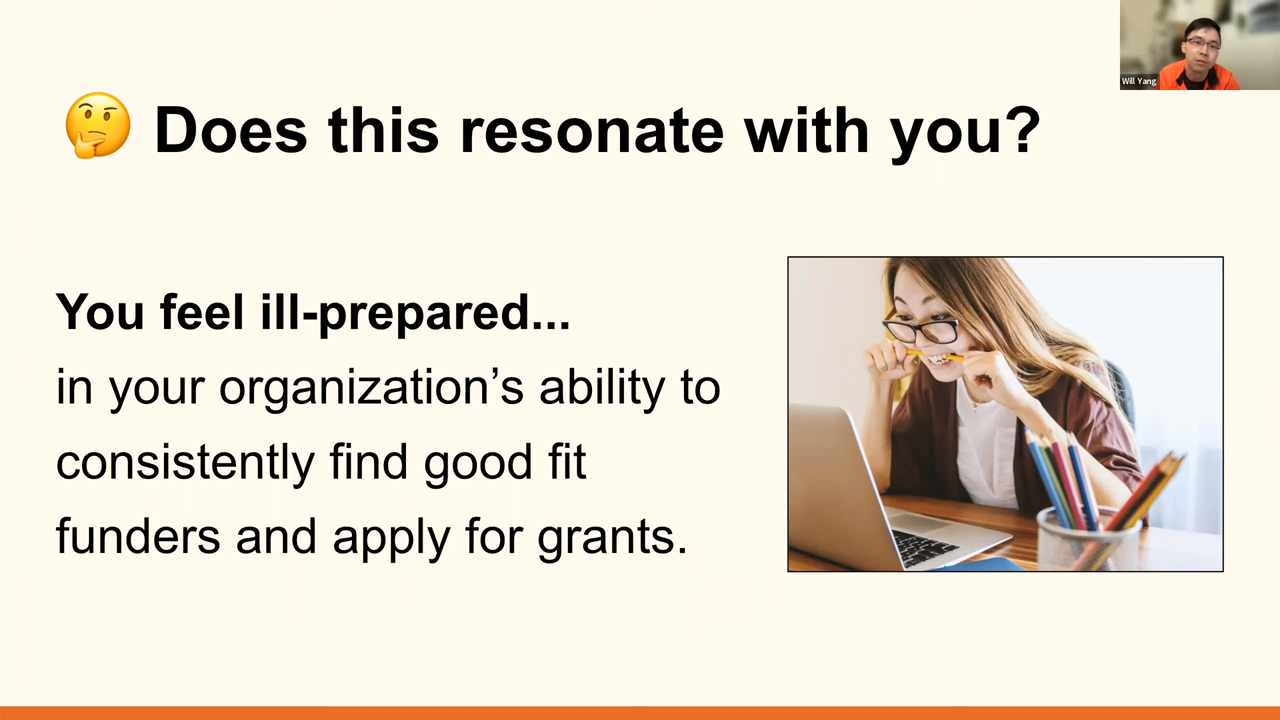 Will Yang
🤔 Does this resonate with you?
You feel ill-prepared...
in your organization’s ability to
consistently find good fit
funders and apply for grants.